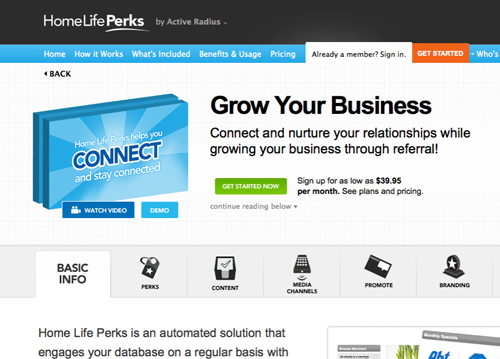 HomeLifePerks by Active Radius
Home How it Works What's Included Benefits & Usage Pricing Already a member? Sign in. GET STARTED - Who's
BACK
Home Life Perks helps you
CONNECT
and stay connected
WATCH VIDEO DEMO
Grow Your Business
Connect and nurture your relationships while
growing your business through referral!
GET STARTED NOW
Sign up for as low as $39.95
per month. See plans and pricing.
continue reading below
BASIC
INFO
PERKS
CONTENT
MEDIA
CHANNELS
PROMOTE
BRANDING
Home Life Perks is an automated solution that
engages your database on a regular basis with
Monthly Specials